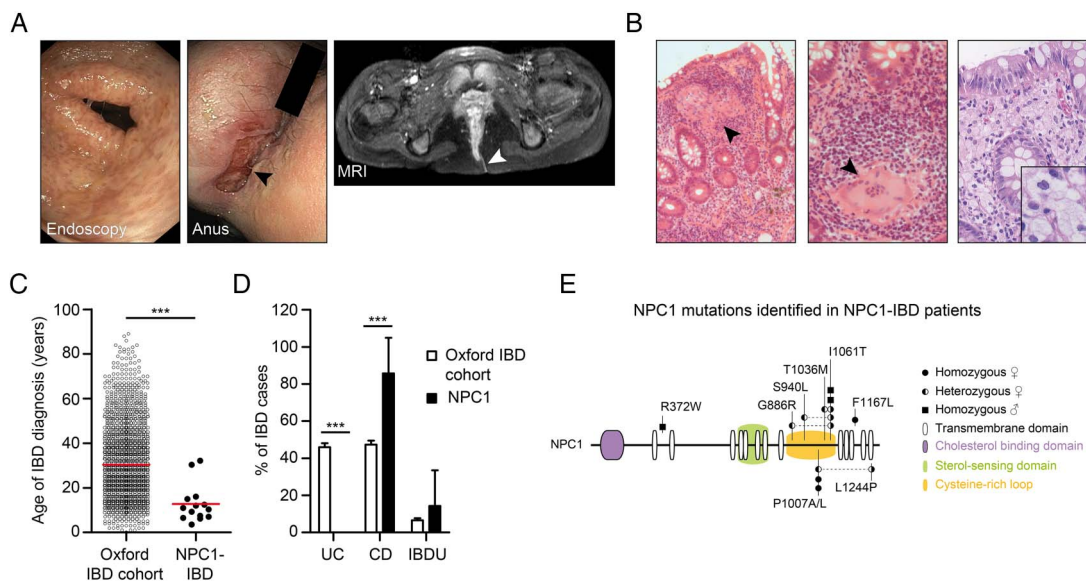 A
Endoscopy
Anus
MRI
B
C
Age of IBD diagnosis (years)
100
80
60
40
20
0
***
Oxford
IBD cohort
NPC1-
IBD
D
% of IBD cases
120
100
80
60
40
20
0
***
***
UC
CD
IBDU
Oxford IBD
cohort
NPC1
E
NPC1 mutations identified in NPC1-IBD patients
I1061T
T1036M
S940L
G886R
F1167L
R372W
NPC1
P1007A/L
L1244P
Homozygous ♀
Heterozygous ♀
Homozygous ♂
Transmembrane domain
Cholesterol binding domain
Sterol-sensing domain
Cysteine-rich loop